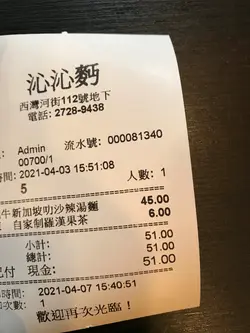 沁沁麪
西灣河街112號地下
電話: 2728-9438
: Admin 流水號: 000081340
00700/1
時間: 2021-04-03 15:51:08
5 人數: 1
牛新加坡叻沙辣湯麵 45.00
自家制羅漢果茶 6.00
小計: 51.00
總計: 51.00
付 現金: 51.00
時間: 2021-04-07 15:40:51
次數: 1
歡迎再次光臨!